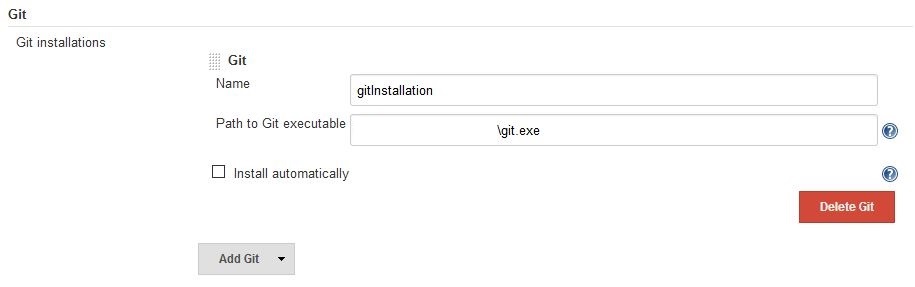 Git
Git installations
Git
Name
gitInstallation
Path to Git executable
\git.exe
Install automatically
Delete Git
Add Git